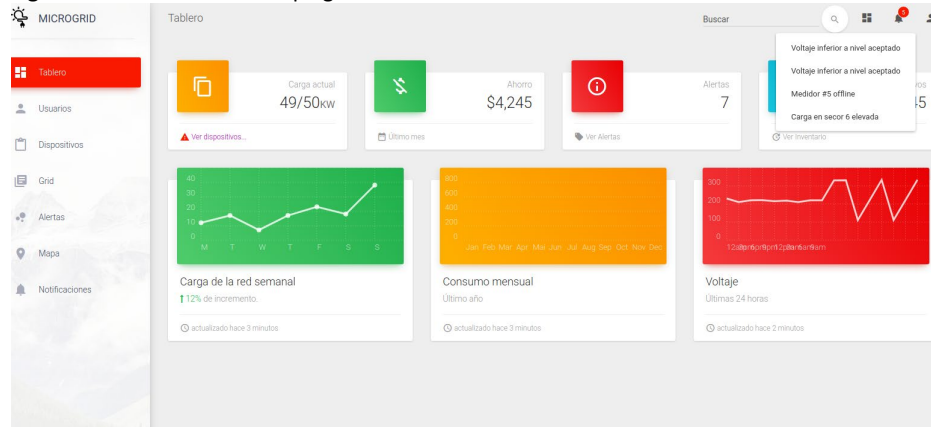 MICROGRID
Tablero
Buscar
5
Tablero
Usuarios
Dispositivos
Grid
Alertas
Mapa
Notificaciones
Voltaje inferior a nivel aceptado
Voltaje inferior a nivel aceptado
Medidor #5 offline
Carga en secor 6 elevada
Carga actual
49/50KW
Ver dispositivos...
Ahorro
$4,245
Último mes
Alertas
7
Ver Alertas
Ver Inventario
40
30
20
10
0
M T W T F S S
Carga de la red semanal
12% de incremento.
actualizado hace 3 minutos
800
600
400
200
0
Jan Feb Mar Apr Mai Jun Jul Aug Sep Oct Nov Dec
Consumo mensual
Último año
actualizado hace 3 minutos
300
200
100
0
Voltaje
Últimas 24 horas
actualizado hace 2 minutos